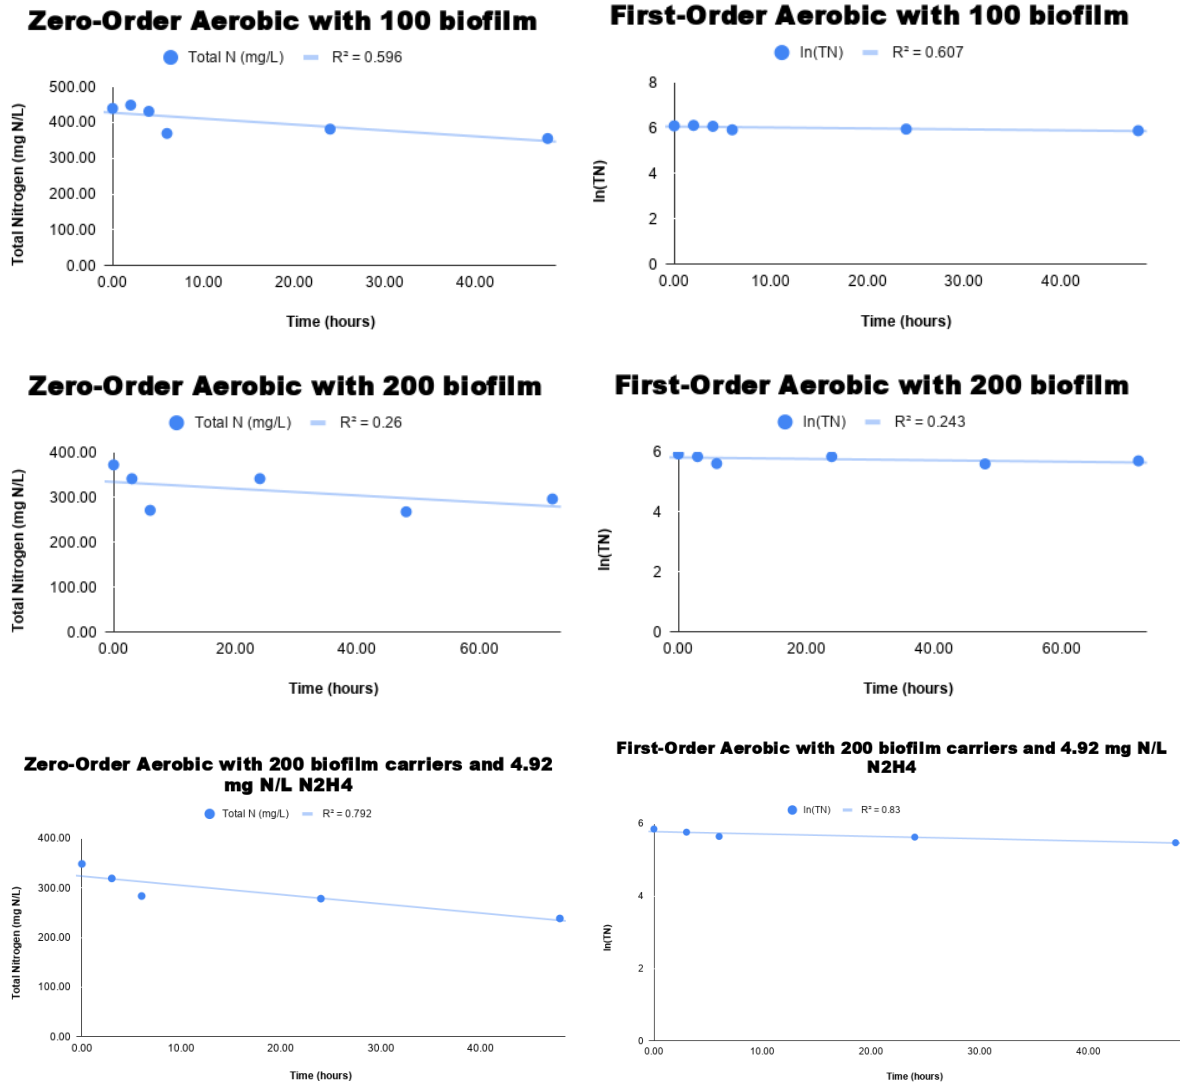 Zero-Order Aerobic with 100 biofilm
Total N (mg/L) R² = 0.596
Total Nitrogen (mg N/L)
500.00
400.00
300.00
200.00
100.00
0.00
0.00 10.00 20.00 30.00 40.00
Time (hours)
First-Order Aerobic with 100 biofilm
ln(TN) R² = 0.607
ln(TN)
8
6
4
2
0
0.00 10.00 20.00 30.00 40.00
Time (hours)
Zero-Order Aerobic with 200 biofilm
Total N (mg/L) R² = 0.26
Total Nitrogen (mg N/L)
400.00
300.00
200.00
100.00
0.00
0.00 20.00 40.00 60.00
Time (hours)
First-Order Aerobic with 200 biofilm
ln(TN) R² = 0.243
ln(TN)
6
4
2
0
0.00 20.00 40.00 60.00
Time (hours)
Zero-Order Aerobic with 200 biofilm carriers and 4.92
mg N/L N2H4
Total N (mg/L) R² = 0.792
Total Nitrogen (mg N/L)
400.00
300.00
200.00
100.00
0.00
0.00 10.00 20.00 30.00 40.00
Time (hours)
First-Order Aerobic with 200 biofilm carriers and 4.92 mg N/L
N2H4
ln(TN) R² = 0.83
ln(TN)
6
4
2
0
0.00 10.00 20.00 30.00 40.00
Time (hours)